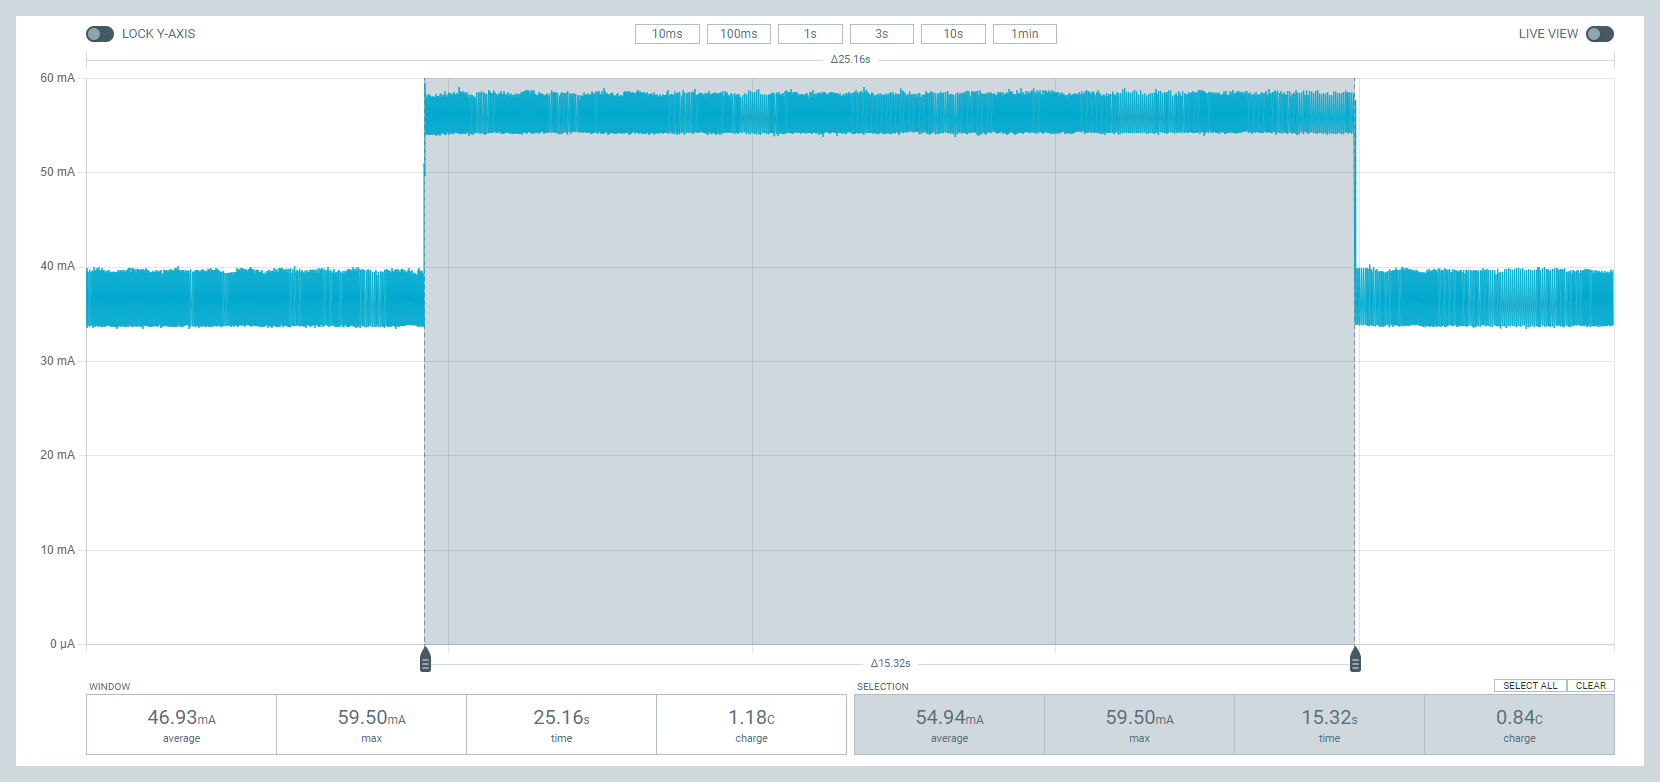 LOCK Y-AXIS
10ms 100ms 1s 3s 10s 1min
LIVE VIEW
Δ25.16s
60 mA
50 mA
40 mA
30 mA
20 mA
10 mA
0 µA
Δ15.32s
WINDOW
46.93mA 59.50mA 25.16s 1.18C
average max time charge
SELECTION SELECT ALL CLEAR
54.94mA 59.50mA 15.32s 0.84C
average max time charge